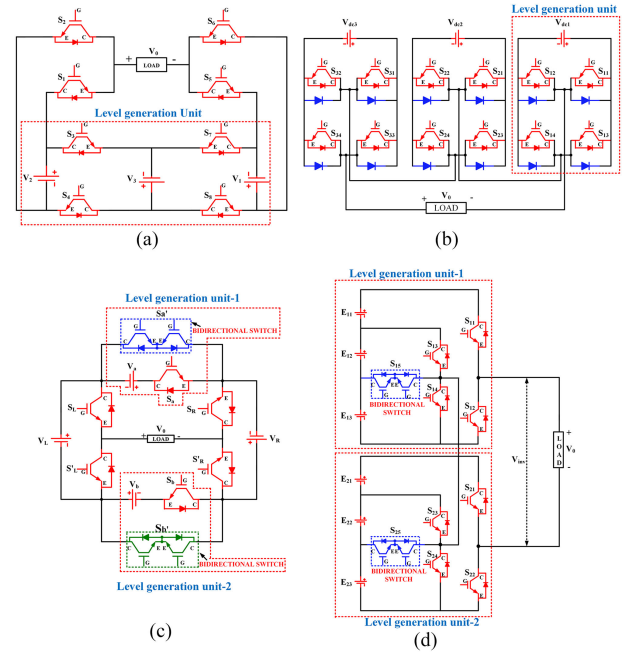 S2
G
E
C
S6
G
E
C
V0
+
LOAD
-
S1
G
C
E
S5
G
C
E
Level generation Unit
S3
G
C
E
S7
G
C
E
V2
V3
V1
S4
G
C
E
S8
G
C
E
(a)
Level generation unit
Vdc3
Vdc2
Vdc1
S32
S31
S22
S21
S12
S11
S34
S33
S24
S23
S14
S13
V0
+
LOAD
-
(b)
Level generation unit-1
Sa'
G
G
BIDIRECTIONAL SWITCH
C
E
E
C
Va
G
C
E
Sa
SL
G
C
E
SR
G
C
E
VL
V0
+
LOAD
-
VR
S'L
G
C
E
S'R
G
E
C
Vb
Sb
G
E
C
Sb'
C
E
E
C
G
G
BIDIRECTIONAL SWITCH
Level generation unit-2
(c)
Level generation unit-1
E11
S11
G
C
E
S13
G
C
E
E12
S15
C
EE
C
G
G
BIDIRECTIONAL SWITCH
S14
G
C
E
S12
G
C
E
E13
Vinv
+
LOAD
V0
-
E21
S21
G
C
E
S23
G
C
E
E22
S25
C
EE
C
G
G
BIDIRECTIONAL SWITCH
S24
G
C
E
S22
G
C
E
E23
Level generation unit-2
(d)